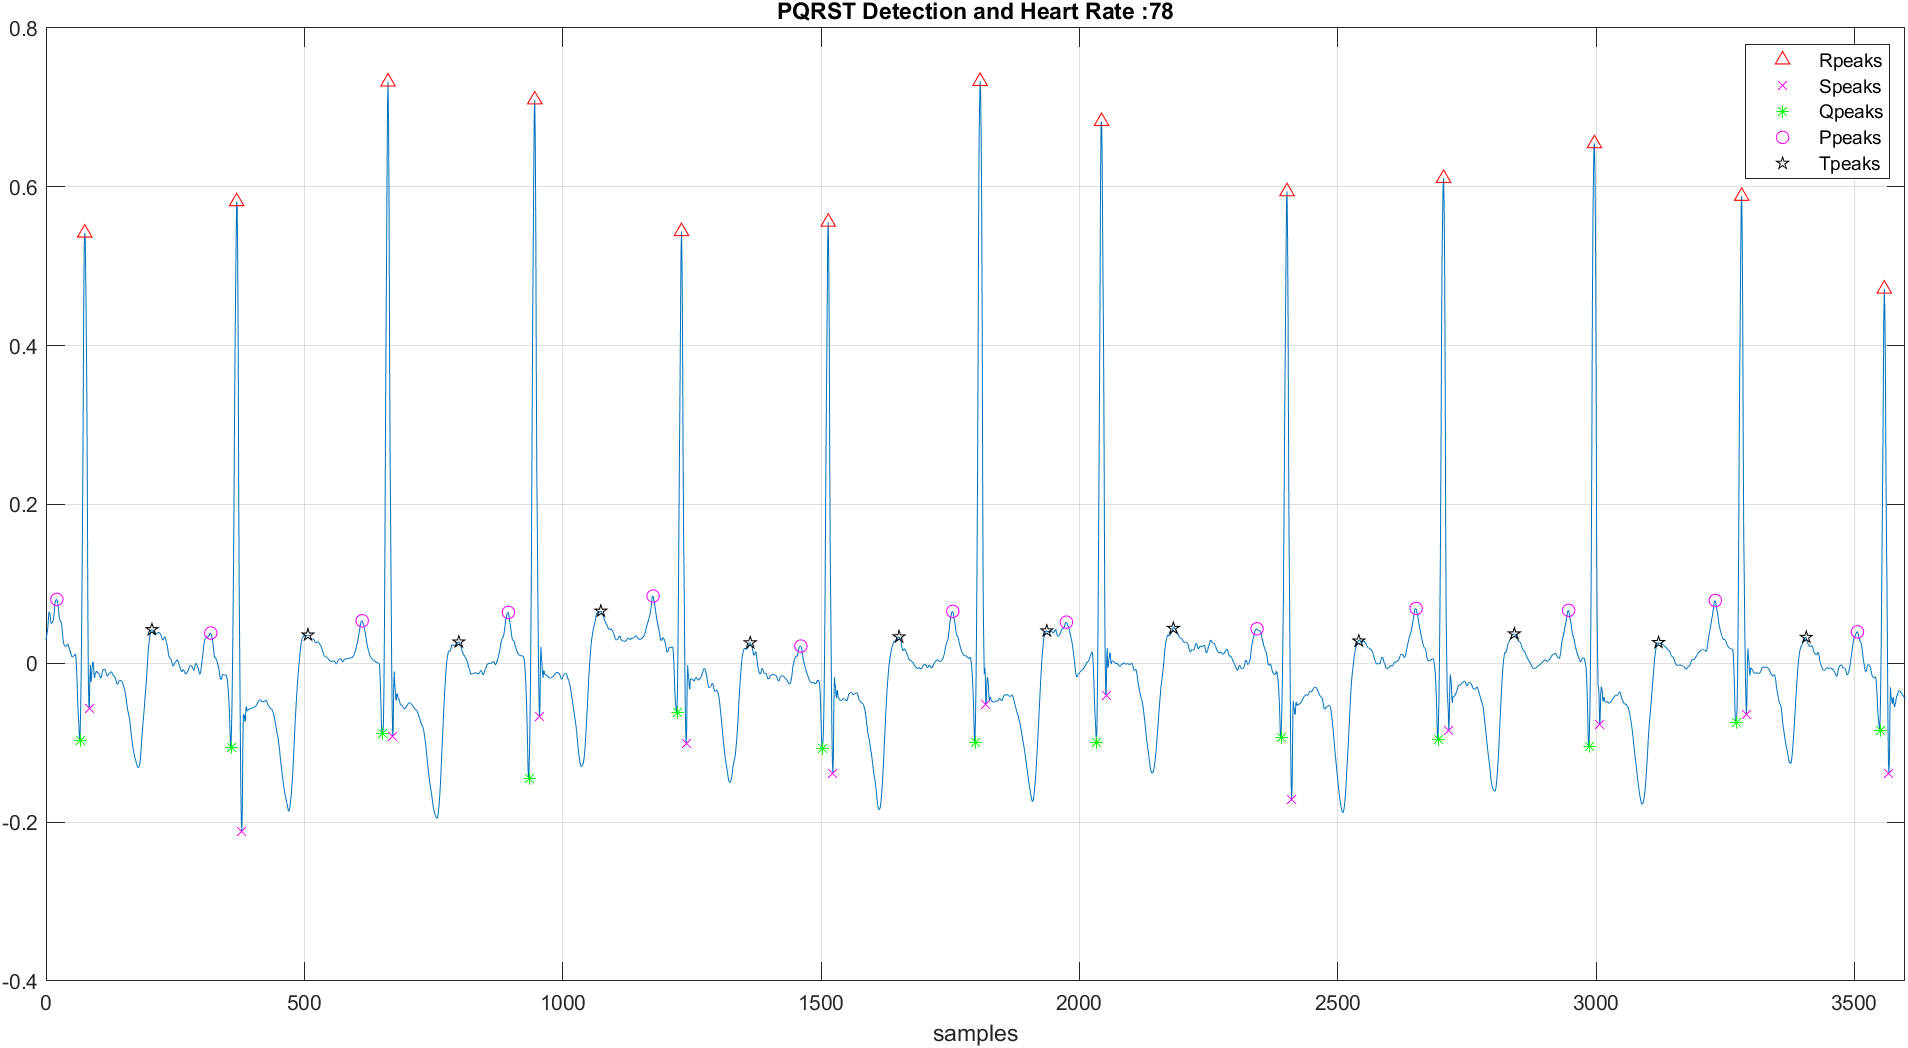 PQRST Detection and Heart Rate :78
0.8
0.6
0.4
0.2
0
-0.2
-0.4
Rpeaks
Speaks
Qpeaks
Ppeaks
Tpeaks
0 500 1000 1500 2000 2500 3000 3500
samples